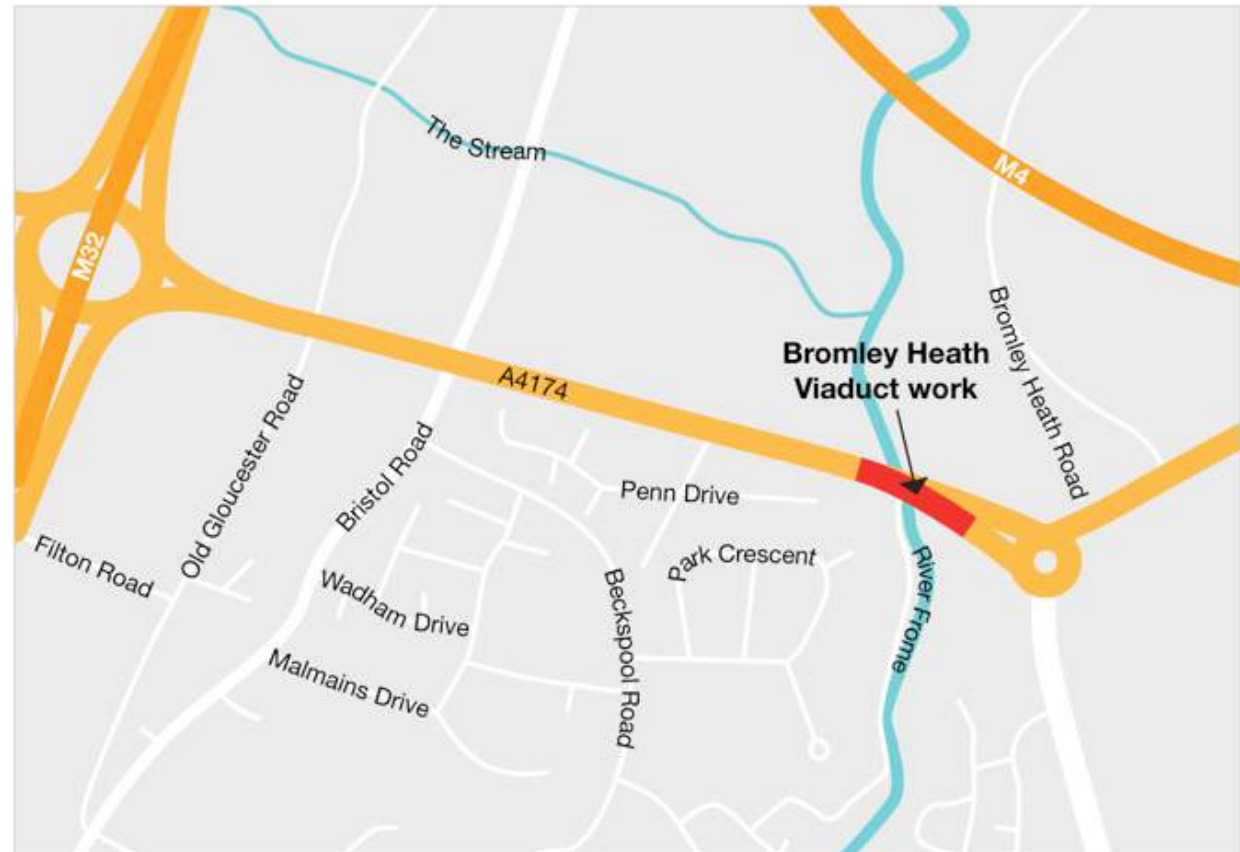 The Stream
M4
M32
Bromley Heath
Viaduct work
Bromley Heath Road
A4174
Old Gloucester Road
Bristol Road
Penn Drive
Filton Road
Park Crescent
River Frome
Wadham Drive
Beckspool Road
Malmains Drive